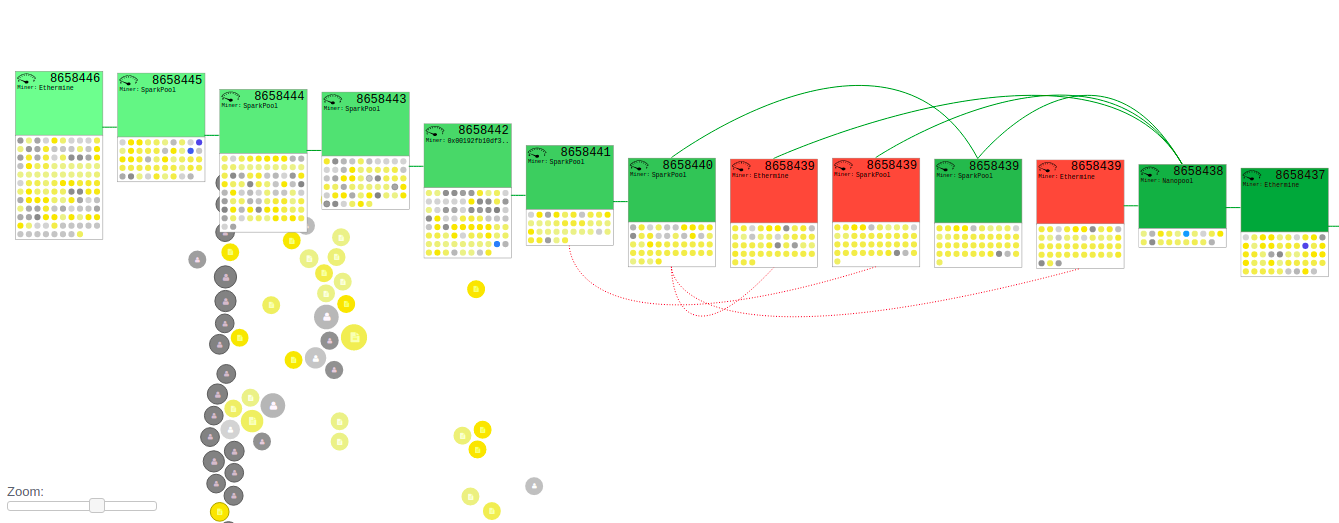 8658446
Miner: Ethermine
8658445
Miner: SparkPool
8658444
Miner: SparkPool
8658443
Miner: SparkPool
8658442
Miner: 0x00192fb10df3..
8658441
Miner: SparkPool
8658440
Miner: SparkPool
8658439
Miner: Ethermine
8658439
Miner: SparkPool
8658439
Miner: SparkPool
8658439
Miner: Ethermine
8658438
Miner: Nanopool
8658437
Miner: Ethermine
Zoom: